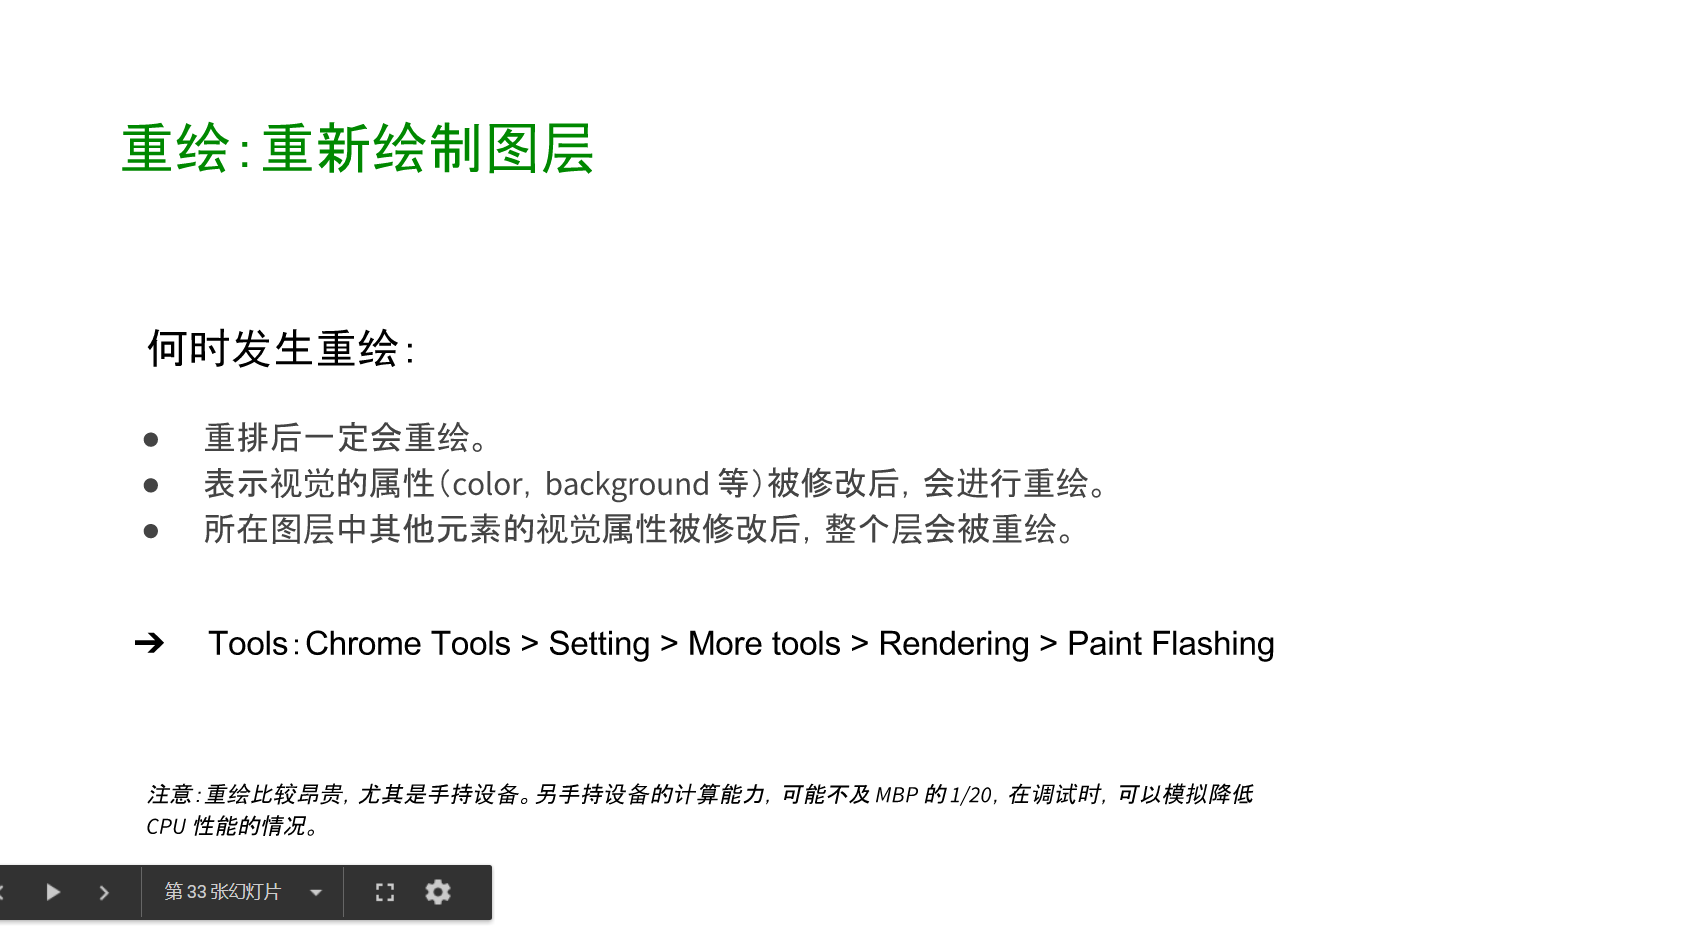 重绘：重新绘制图层
何时发生重绘：
● 重排后一定会重绘。
● 表示视觉的属性（color，background 等）被修改后，会进行重绘。
● 所在图层中其他元素的视觉属性被修改后，整个层会被重绘。
➔ Tools：Chrome Tools > Setting > More tools > Rendering > Paint Flashing
注意：重绘比较昂贵，尤其是手持设备。另手持设备的计算能力，可能不及 MBP 的 1/20，在调试时，可以模拟降低
CPU 性能的情况。
第 33 张幻灯片